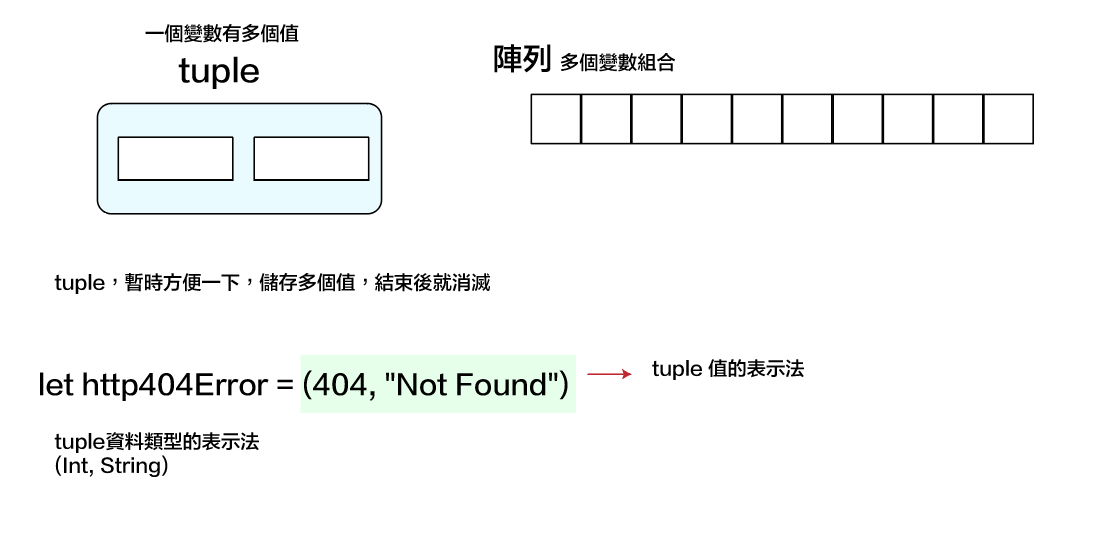 一個變數有多個值
tuple
陣列 多個變數組合
tuple，暫時方便一下，儲存多個值，結束後就消滅
let http404Error = (404, "Not Found")
tuple 值的表示法
tuple資料類型的表示法
(Int, String)